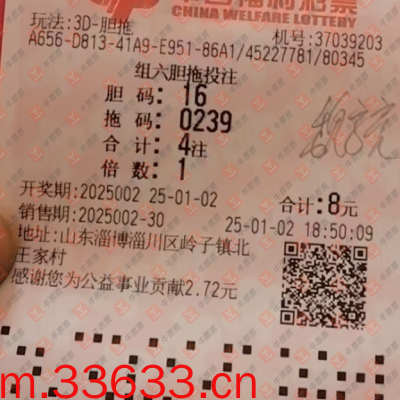 中国福利彩票
CHINA WELFARE LOTTERY
玩法:3D-胆拖
机号:37039203
A656-D813-41A9-E951-86A1/45227781/80345
组六胆拖投注
胆 码:16
拖 码:0239
合 计:4注
倍 数:1
开奖期:2025002 25-01-02
合计:8元
销售期:2025002-30
25-01-02 18:50:09
地址:山东淄博淄川区岭子镇北
王家村
感谢您为公益事业贡献2.72元
m.33633.cn